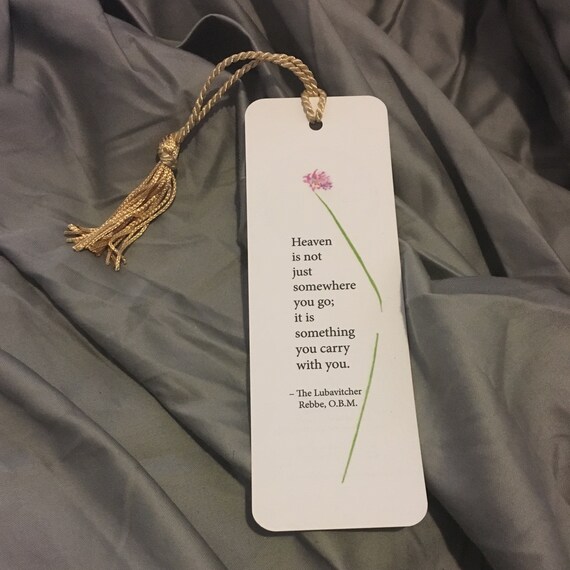 Heaven
is not
just
somewhere
you go;
it is
something
you carry
with you.
– The Lubavitcher
Rebbe, O.B.M.